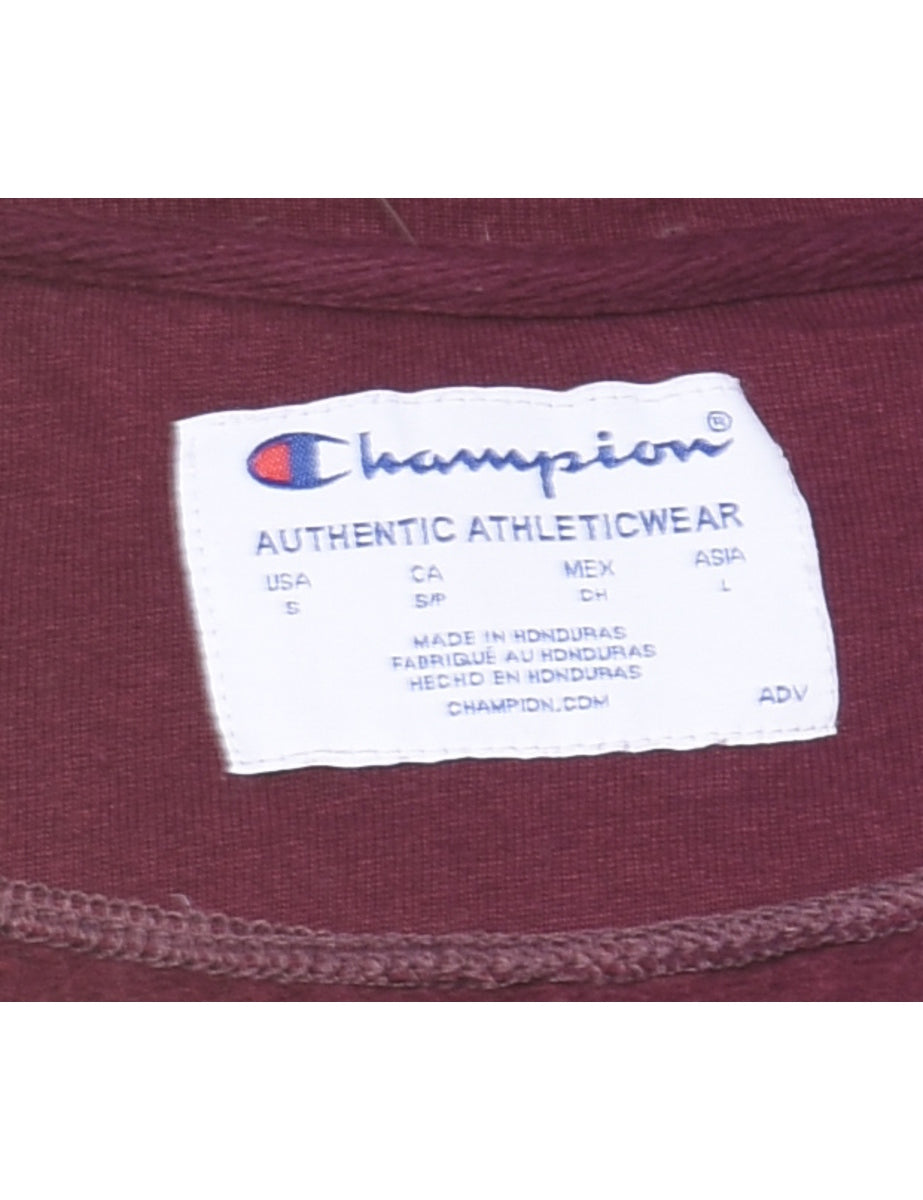 Champion®
AUTHENTIC ATHLETICWEAR
USA CA MEX ASIA
S S/P CH L
MADE IN HONDURAS
FABRIQUÉ AU HONDURAS
HECHO EN HONDURAS
CHAMPION.COM
ADV